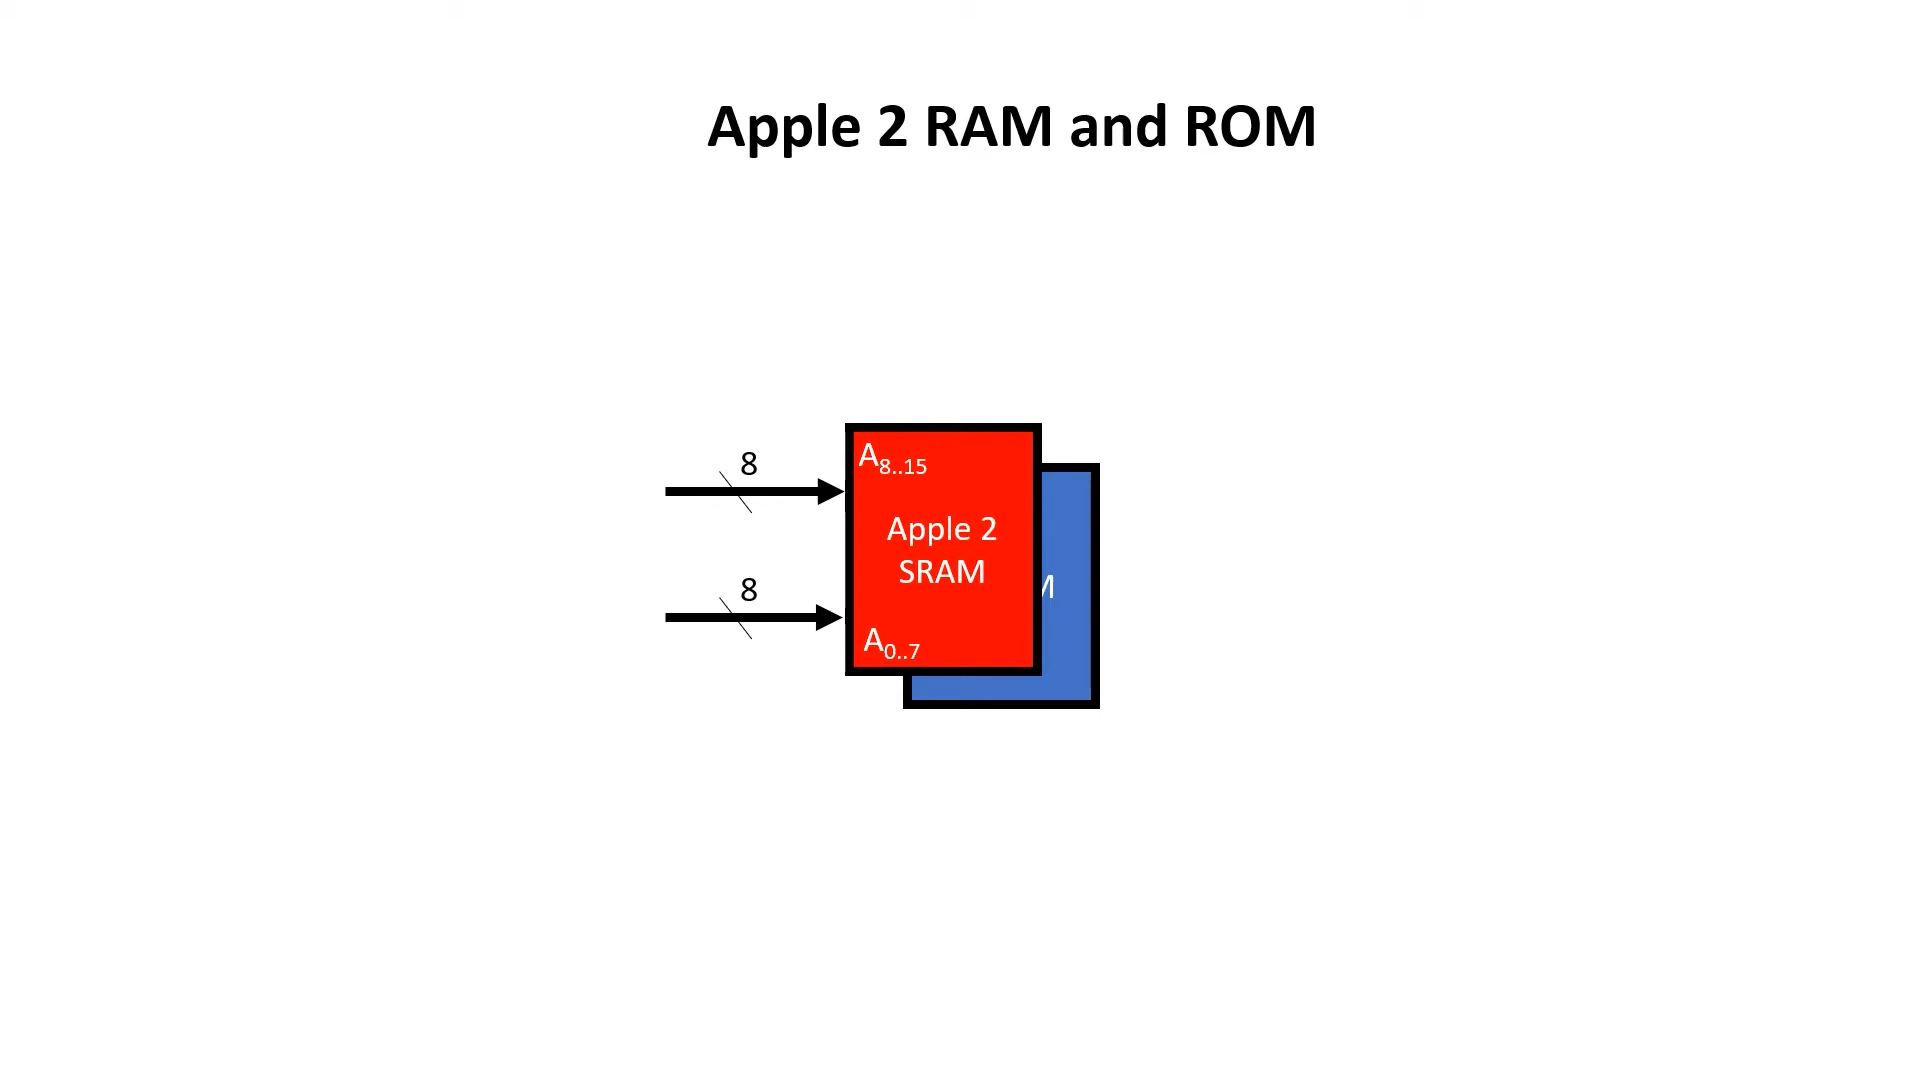 Apple 2 RAM and ROM
8
A8..15
Apple 2
SRAM
8
A0..7